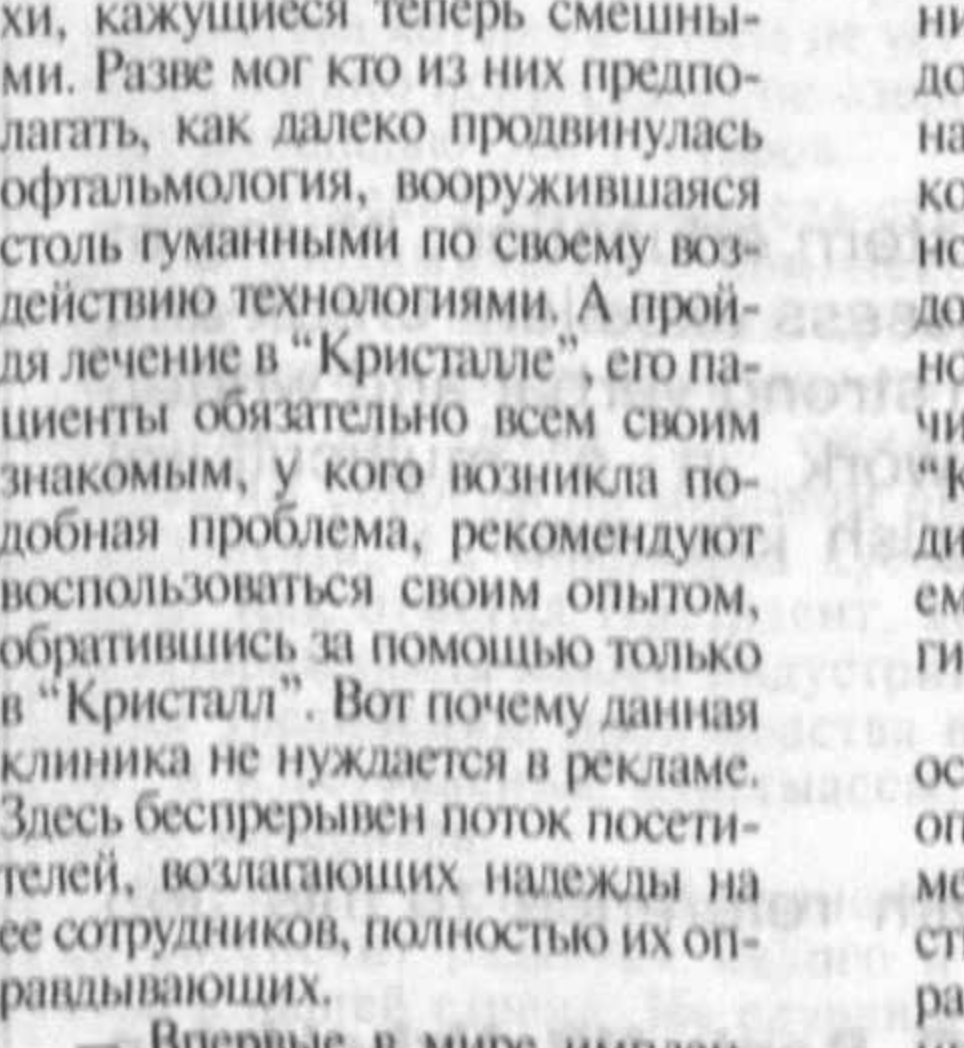 хи, кажущиеся теперь смешны-
ми. Разве мог кто из них предпо-
лагать, как далеко продвинулась
офтальмология, вооружившаяся
столь гуманными по своему воз-
действию технологиями. А прой-
дя лечение в “Кристалле”, его па-
циенты обязательно всем своим
знакомым, у кого возникла по-
добная проблема, рекомендуют
воспользоваться своим опытом,
обратившись за помощью только
в “Кристалл”. Вот почему данная
клиника не нуждается в рекламе.
Здесь беспрерывен поток посети-
телей, возлагающих надежды на
ее сотрудников, полностью их оп-
равдывающих.
— Впервые в мире